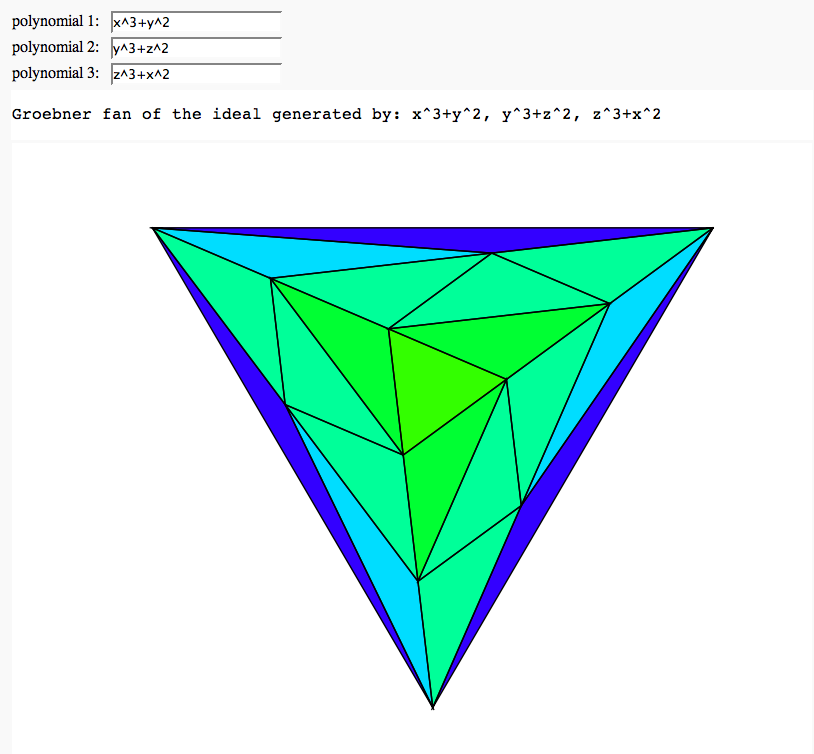 polynomial 1: x^3+y^2
polynomial 2: y^3+z^2
polynomial 3: z^3+x^2
Groebner fan of the ideal generated by: x^3+y^2, y^3+z^2, z^3+x^2